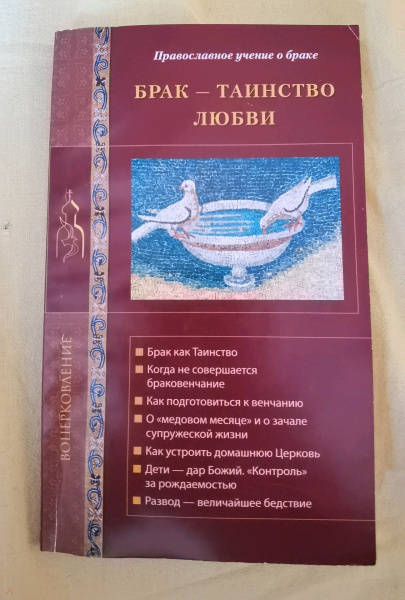 Православное учение о браке
БРАК — ТАИНСТВО
ЛЮБВИ
Брак как Таинство
Когда не совершается
браковенчание
Как подготовиться к венчанию
О «медовом месяце» и о зачале
супружеской жизни
Как устроить домашнюю Церковь
Дети — дар Божий. «Контроль»
за рождаемостью
Развод — величайшее бедствие
ВОЦЕРКОВЛЕНИЕ